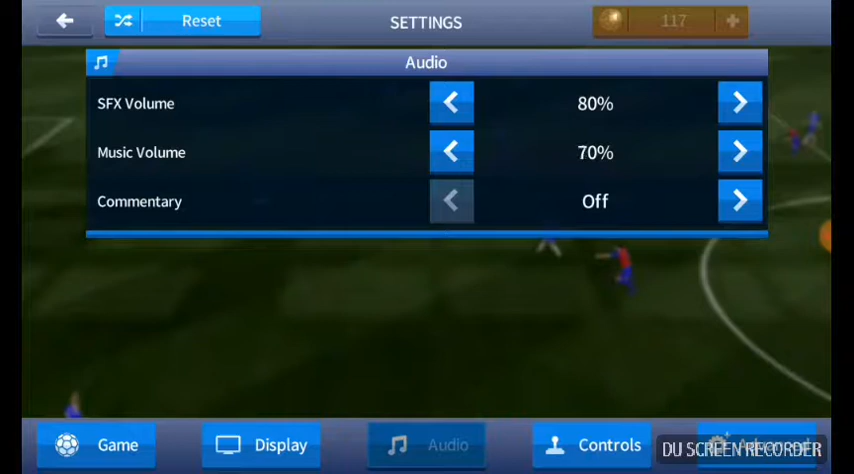 Reset
SETTINGS
117
Audio
SFX Volume
80%
Music Volume
70%
Commentary
Off
Game
Display
Audio
Controls
DU SCREEN RECORDER